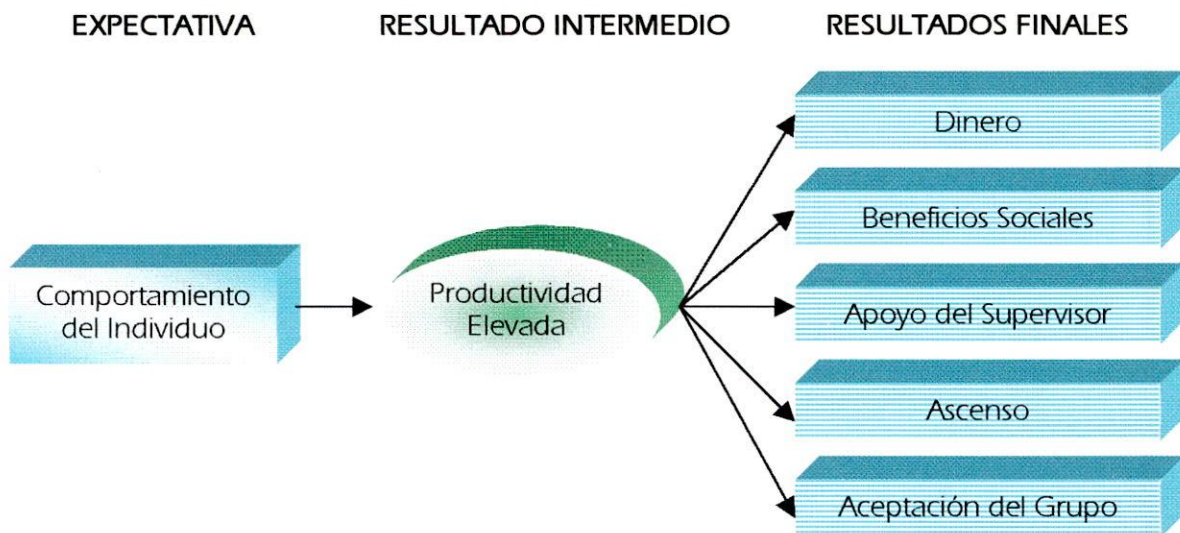 EXPECTATIVA
RESULTADO INTERMEDIO
RESULTADOS FINALES
Comportamiento
del Individuo
Productividad
Elevada
Dinero
Beneficios Sociales
Apoyo del Supervisor
Ascenso
Aceptación del Grupo